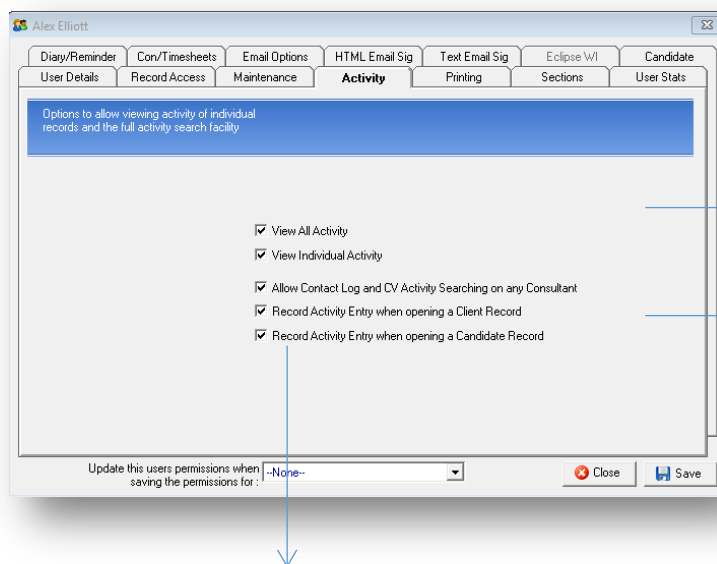 Alex Elliott
Diary/Reminder Con/Timesheets Email Options HTML Email Sig Text Email Sig Eclipse WI Candidate
User Details Record Access Maintenance Activity Printing Sections User Stats
Options to allow viewing activity of individual
records and the full activity search facility
View All Activity
View Individual Activity
Allow Contact Log and CV Activity Searching on any Consultant
Record Activity Entry when opening a Client Record
Record Activity Entry when opening a Candidate Record
Update this users permissions when
saving the permissions for :
--None--
Close
Save